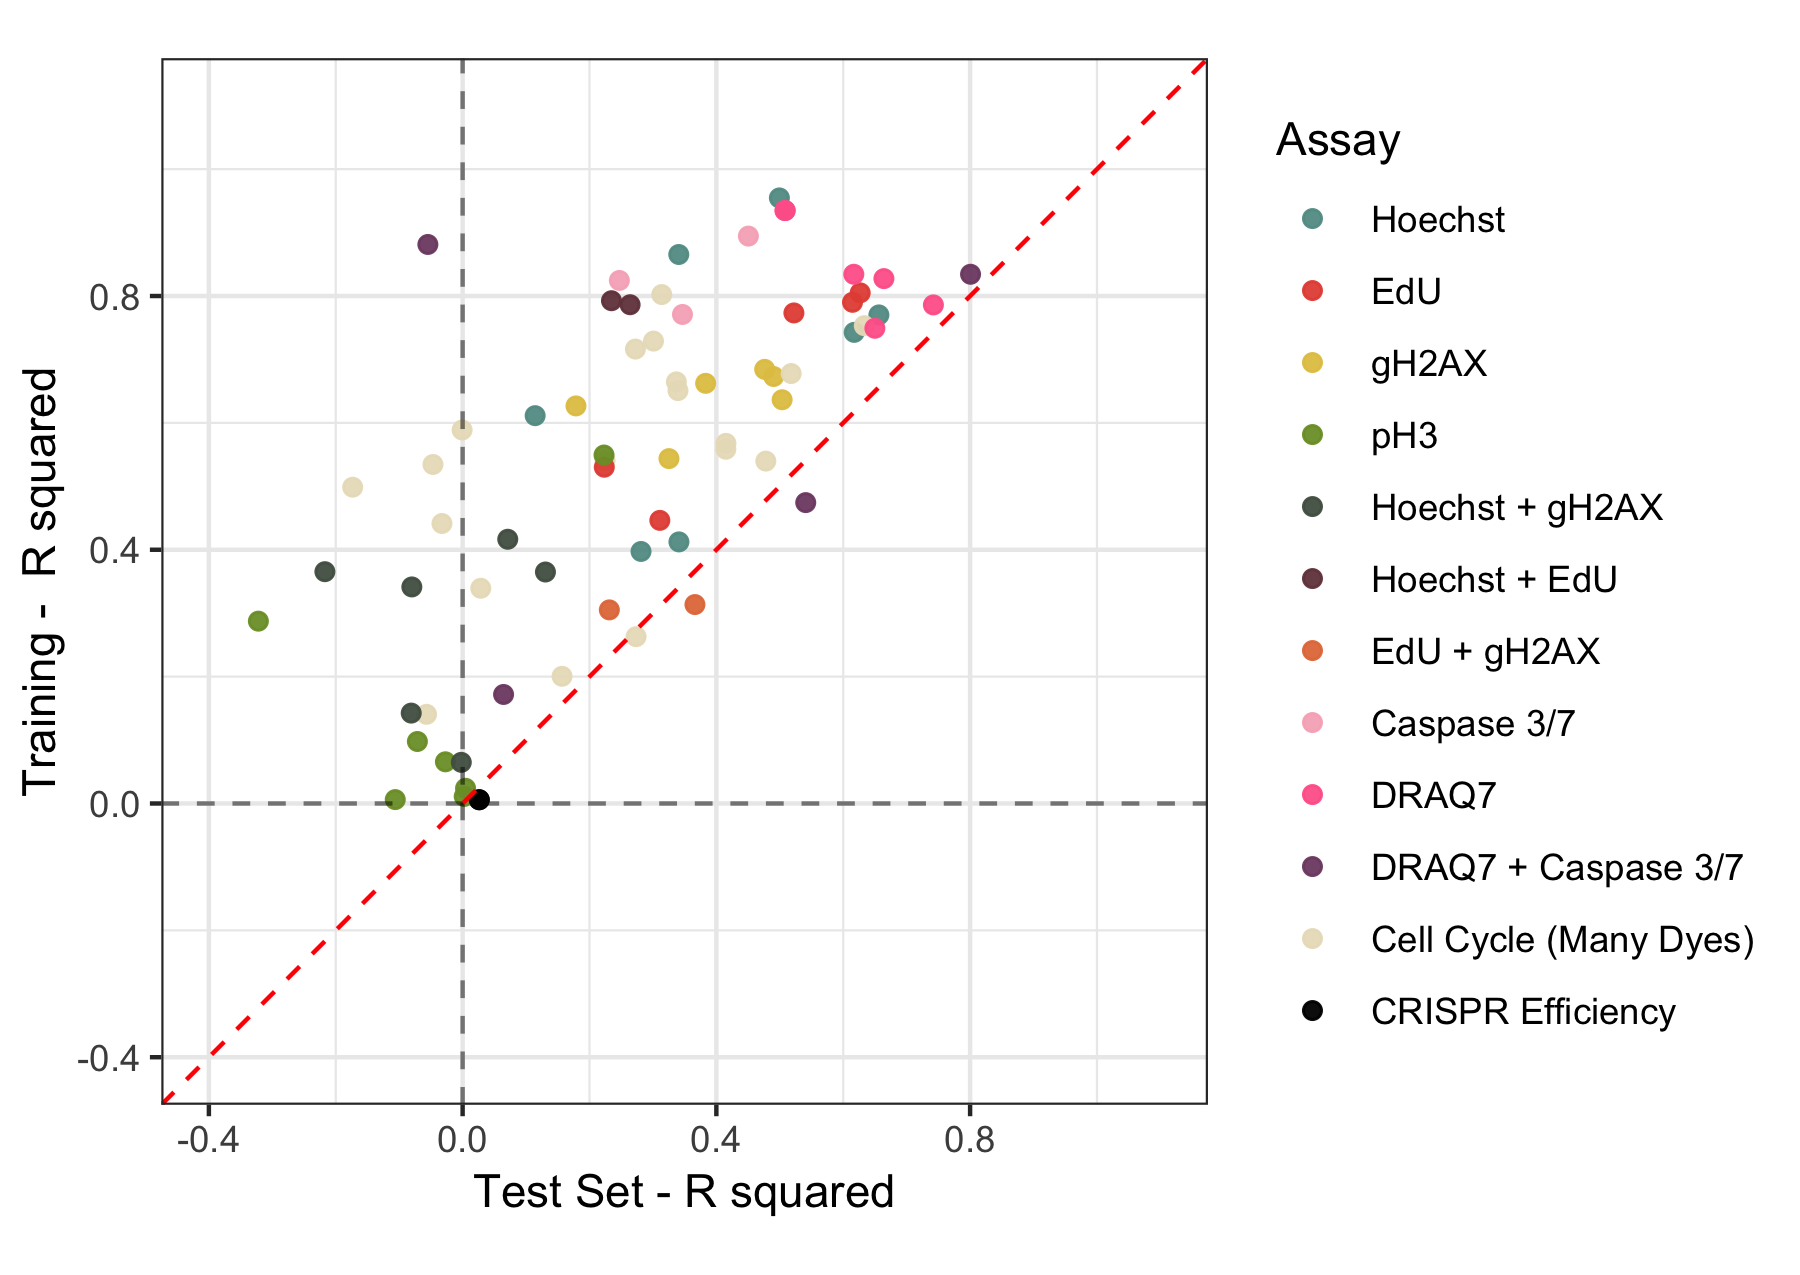 Training - R squared
0.8
0.4
0.0
-0.4
-0.4
0.0
0.4
0.8
Test Set - R squared
Assay
Hoechst
EdU
gH2AX
pH3
Hoechst + gH2AX
Hoechst + EdU
EdU + gH2AX
Caspase 3/7
DRAQ7
DRAQ7 + Caspase 3/7
Cell Cycle (Many Dyes)
CRISPR Efficiency